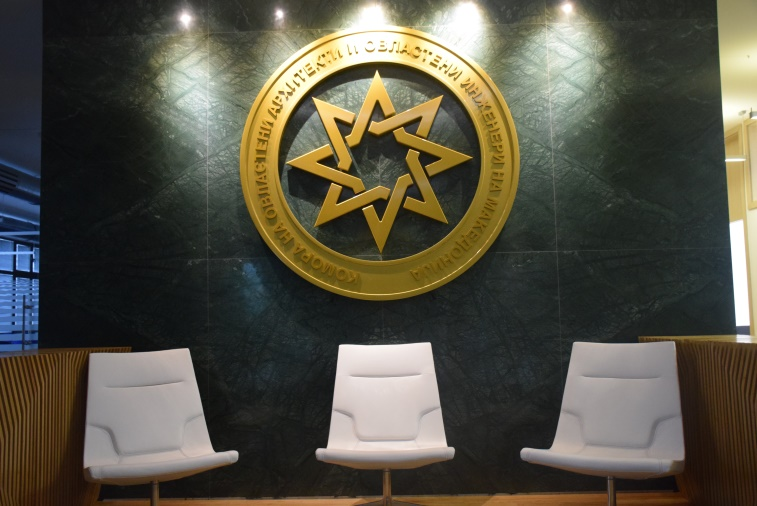 КОМОРА НА ОВЛАСТЕНИ АРХИТЕКТИ И ОВЛАСТЕНИ ИНЖЕНЕРИ НА МАКЕДОНИЈА